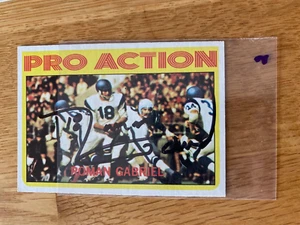 PRO ACTION
18
ROMAN GABRIEL